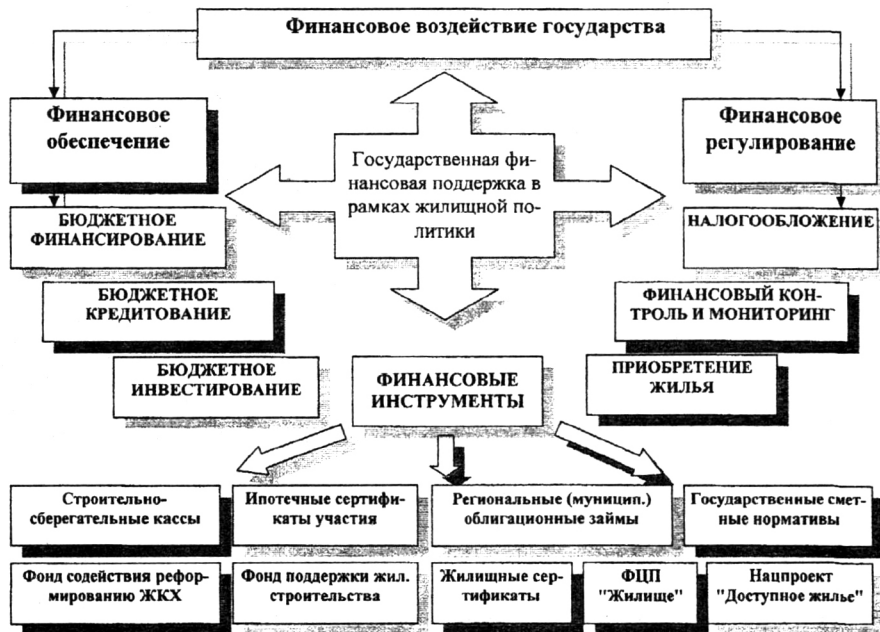 Финансовое воздействие государства
Финансовое
обеспечение
Финансовое
регулирование
Государственная фи-
нансовая поддержка в
рамках жилищной по-
литики
БЮДЖЕТНОЕ
ФИНАНСИРОВАНИЕ
НАЛОГООБЛОЖЕНИЕ
БЮДЖЕТНОЕ
КРЕДИТОВАНИЕ
ФИНАНСОВЫЙ КОН-
ТРОЛЬ И МОНИТОРИНГ
БЮДЖЕТНОЕ
ИНВЕСТИРОВАНИЕ
ФИНАНСОВЫЕ
ИНСТРУМЕНТЫ
ПРИОБРЕТЕНИЕ
ЖИЛЬЯ
Строительно-
сберегательные кассы
Ипотечные сертифи-
каты участия
Региональные (муницип.)
облигационные займы
Государственные смет-
ные нормативы
Фонд содействия рефор-
мированию ЖКХ
Фонд поддержки жил.
строительства
Жилищные сер-
тификаты
ФЦП
"Жилище"
Нацпроект
"Доступное жилье"